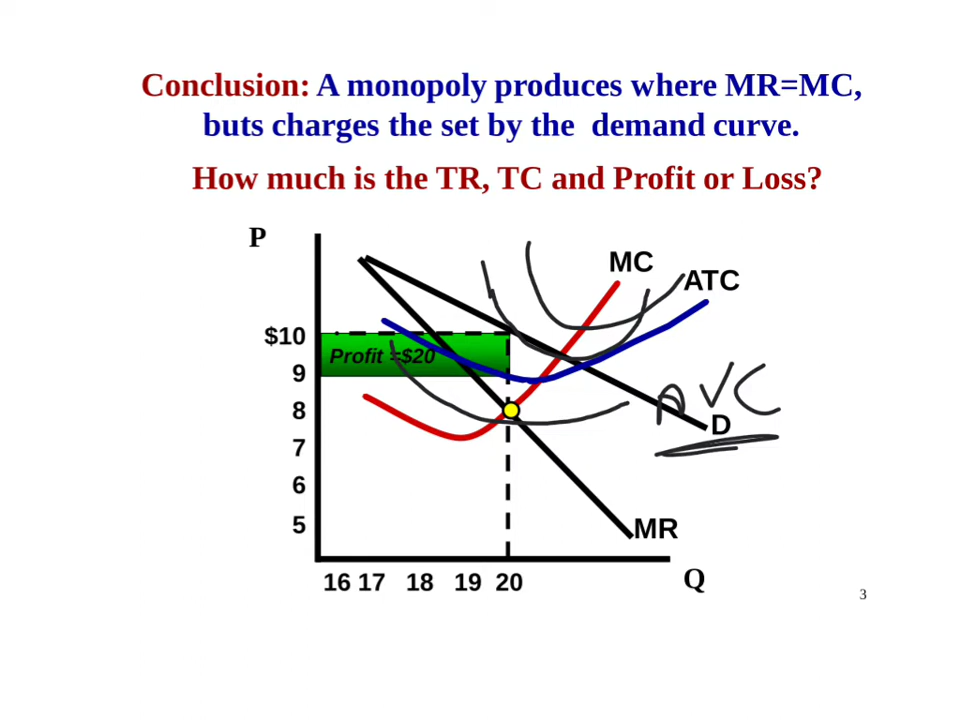 Conclusion: A monopoly produces where MR=MC,
buts charges the set by the demand curve.
How much is the TR, TC and Profit or Loss?
P
MC
ATC
$10
Profit =$20
9
8
AVC
D
7
6
5
MR
16 17 18 19 20
Q
3